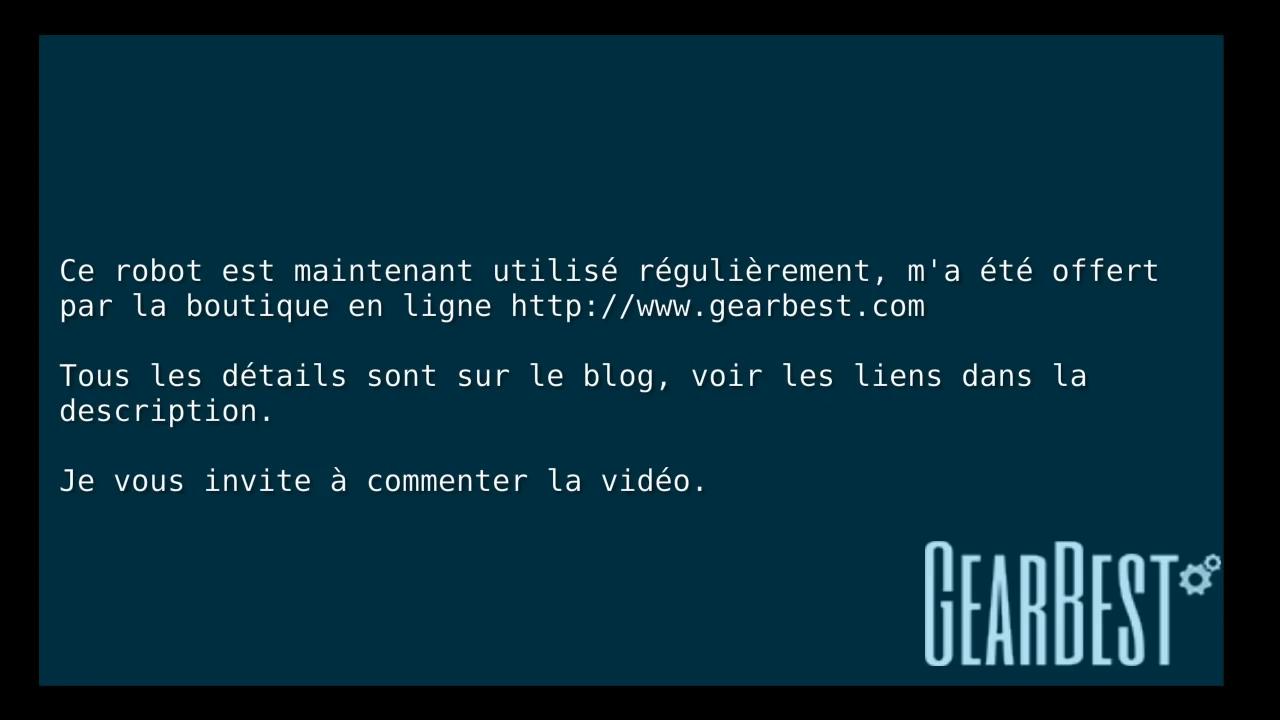 Ce robot est maintenant utilisé régulièrement, m'a été offert
par la boutique en ligne http://www.gearbest.com
Tous les détails sont sur le blog, voir les liens dans la
description.
Je vous invite à commenter la vidéo.
GEARBEST